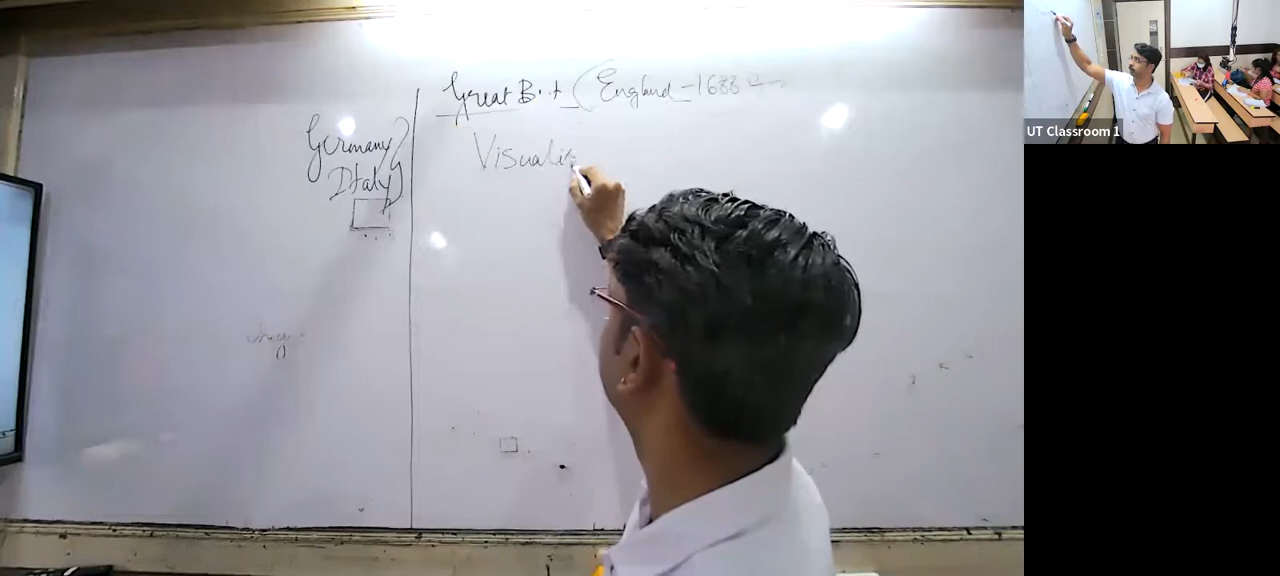 Germany
Italy
Great Brit (England - 1688
Visualis
UT Classroom 1